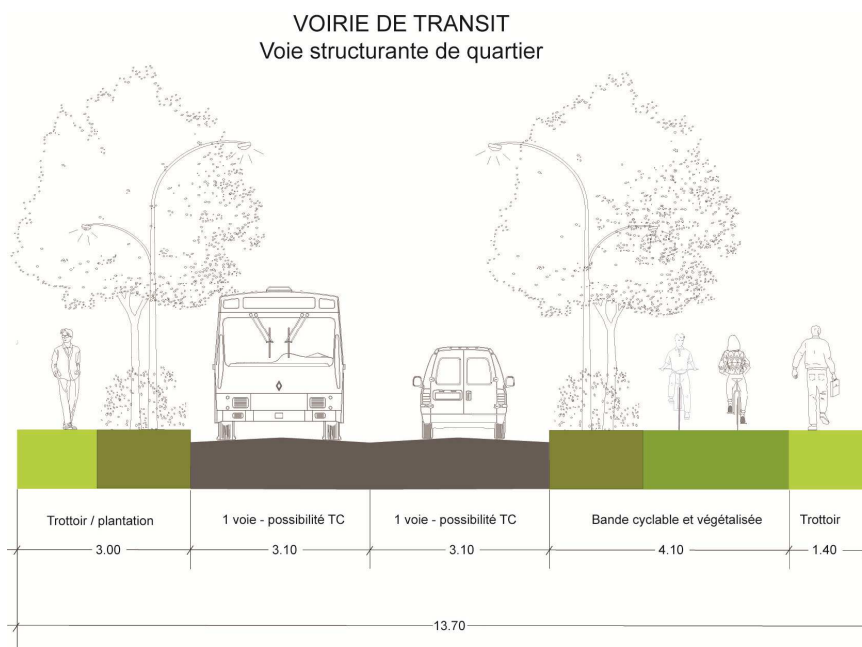 VOIRIE DE TRANSIT
Voie structurante de quartier
Trottoir / plantation
1 voie - possibilité TC
1 voie - possibilité TC
Bande cyclable et végétalisée
Trottoir
3.00
3.10
3.10
4.10
1.40
13.70